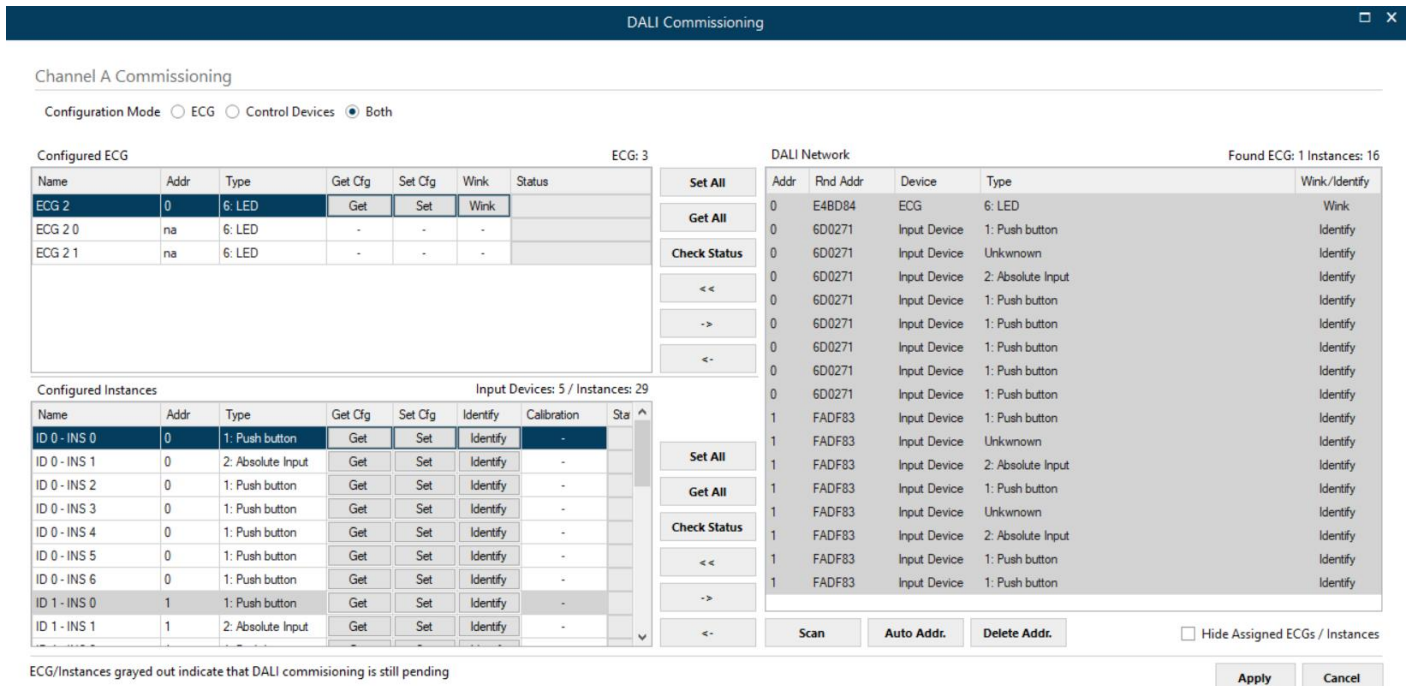 DALI Commissioning
Channel A Commissioning
Configuration Mode ECG Control Devices Both
Configured ECG ECG: 3
Name Addr Type Get Cfg Set Cfg Wink Status
ECG 2 0 6: LED Get Set Wink
ECG 2 0 na 6: LED - - -
ECG 2 1 na 6: LED - - -
Set All
Get All
Check Status
<<
->
<-
Configured Instances Input Devices: 5 / Instances: 29
Name Addr Type Get Cfg Set Cfg Identify Calibration Sta
ID 0 - INS 0 0 1: Push button Get Set Identify -
ID 0 - INS 1 0 2: Absolute Input Get Set Identify -
ID 0 - INS 2 0 1: Push button Get Set Identify -
ID 0 - INS 3 0 1: Push button Get Set Identify -
ID 0 - INS 4 0 1: Push button Get Set Identify -
ID 0 - INS 5 0 1: Push button Get Set Identify -
ID 0 - INS 6 0 1: Push button Get Set Identify -
ID 1 - INS 0 1 1: Push button Get Set Identify -
ID 1 - INS 1 1 2: Absolute Input Get Set Identify -
Set All
Get All
Check Status
<<
->
<-
DALI Network Found ECG: 1 Instances: 16
Addr Rnd Addr Device Type Wink/Identify
0 E4BD84 ECG 6: LED Wink
0 6D0271 Input Device 1: Push button Identify
0 6D0271 Input Device Unkwnown Identify
0 6D0271 Input Device 2: Absolute Input Identify
0 6D0271 Input Device 1: Push button Identify
0 6D0271 Input Device 1: Push button Identify
0 6D0271 Input Device 1: Push button Identify
0 6D0271 Input Device 1: Push button Identify
0 6D0271 Input Device 1: Push button Identify
1 FADF83 Input Device 1: Push button Identify
1 FADF83 Input Device Unkwnown Identify
1 FADF83 Input Device 2: Absolute Input Identify
1 FADF83 Input Device 1: Push button Identify
1 FADF83 Input Device Unkwnown Identify
1 FADF83 Input Device 2: Absolute Input Identify
1 FADF83 Input Device 1: Push button Identify
1 FADF83 Input Device 1: Push button Identify
Scan Auto Addr. Delete Addr. Hide Assigned ECGs / Instances
ECG/Instances grayed out indicate that DALI commisioning is still pending
Apply Cancel